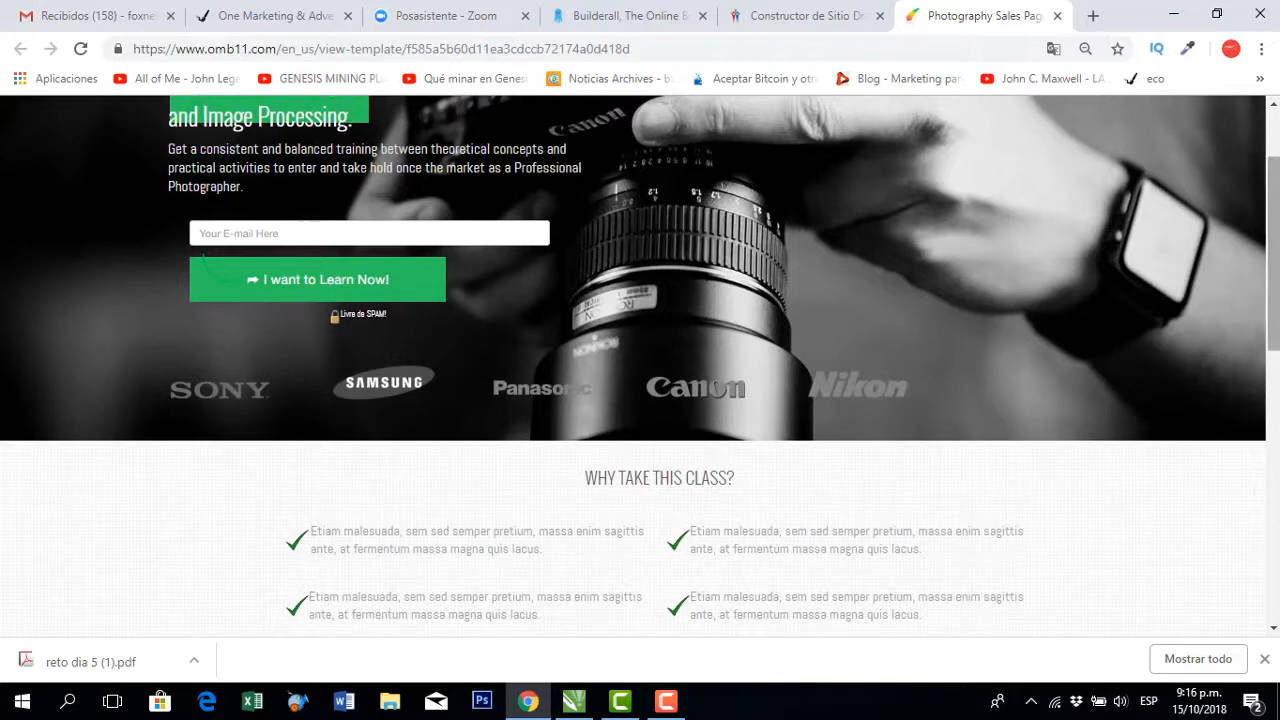 Recibidos (158) - foxne
One Marketing & Adve
Posasistente - Zoom
Builderall, The Online B
Constructor de Sitio Dra
Photography Sales Pag
https://www.omb11.com/en_us/view-template/f585a5b60d11ea3cdccb72174a0d418d
Aplicaciones
All of Me - John Lege
GENESIS MINING PL
Qué minar en Genesi
Noticias Archives - ba
Aceptar Bitcoin y otr
Blog - Marketing par
John C. Maxwell - LA
eco
and Image Processing.
Get a consistent and balanced training between theoretical concepts and
practical activities to enter and take hold once the market as a Professional
Photographer.
Your E-mail Here
➦ I want to Learn Now!
Livre de SPAM!
Canon
SONY
SAMSUNG
Panasonic
Canon
Nikon
WHY TAKE THIS CLASS?
Etiam malesuada, sem sed semper pretium, massa enim sagittis
ante, at fermentum massa magna quis lacus.
Etiam malesuada, sem sed semper pretium, massa enim sagittis
ante, at fermentum massa magna quis lacus.
Etiam malesuada, sem sed semper pretium, massa enim sagittis
ante, at fermentum massa magna quis lacus.
Etiam malesuada, sem sed semper pretium, massa enim sagittis
ante, at fermentum massa magna quis lacus.
reto dia 5 (1).pdf
Mostrar todo
ESP
9:16 p.m.
15/10/2018
2